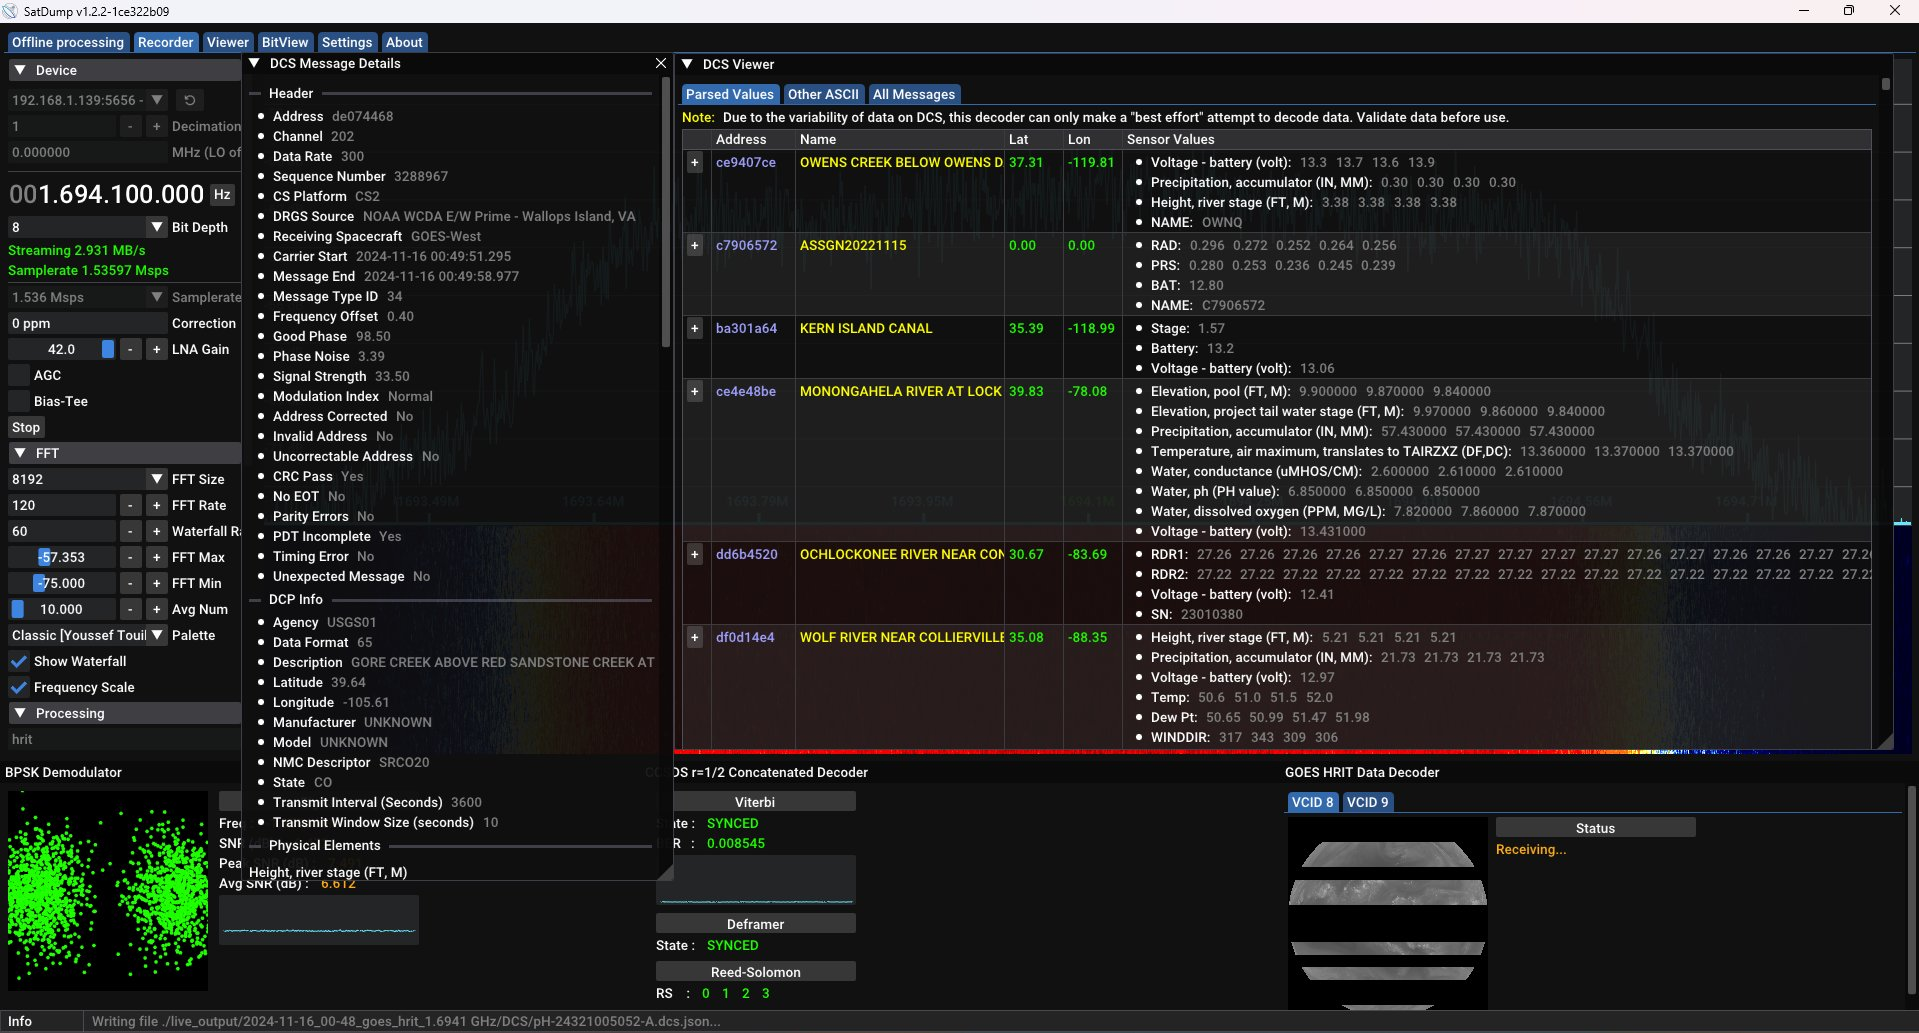 SatDump v1.2.2-1ce322b09
Offline processing Recorder Viewer BitView Settings About
Device
192.168.1.139:5656 -
1 - + Decimation
0.000000 MHz (LO of
001.694.100.000 Hz
8 Bit Depth
Streaming 2.931 MB/s
Samplerate 1.53597 Msps
1.536 Msps Samplerate
0 ppm Correction
42.0 - + LNA Gain
AGC
Bias-Tee
Stop
FFT
8192 FFT Size
120 - + FFT Rate
60 - + Waterfall Ra
-57.353 - + FFT Max
-75.000 - + FFT Min
10.000 - + Avg Num
Classic [Youssef Touil Palette
Show Waterfall
Frequency Scale
Processing
hrit
DCS Message Details
Header
Address de074468
Channel 202
Data Rate 300
Sequence Number 3288967
CS Platform CS2
DRGS Source NOAA WCDA E/W Prime - Wallops Island, VA
Receiving Spacecraft GOES-West
Carrier Start 2024-11-16 00:49:51.295
Message End 2024-11-16 00:49:58.977
Message Type ID 34
Frequency Offset 0.40
Good Phase 98.50
Phase Noise 3.39
Signal Strength 33.50
Modulation Index Normal
Address Corrected No
Invalid Address No
Uncorrectable Address No
CRC Pass Yes
No EOT No
Parity Errors No
PDT Incomplete Yes
Timing Error No
Unexpected Message No
DCP Info
Agency USGS01
Data Format 65
Description GORE CREEK ABOVE RED SANDSTONE CREEK AT
Latitude 39.64
Longitude -105.61
Manufacturer UNKNOWN
Model UNKNOWN
NMC Descriptor SRCO20
State CO
Transmit Interval (Seconds) 3600
Transmit Window Size (seconds) 10
Physical Elements
Height, river stage (FT, M)
DCS Viewer
Parsed Values Other ASCII All Messages
Note: Due to the variability of data on DCS, this decoder can only make a "best effort" attempt to decode data. Validate data before use.
Address Name Lat Lon Sensor Values
+ ce9407ce OWENS CREEK BELOW OWENS D 37.31 -119.81 Voltage - battery (volt): 13.3 13.7 13.6 13.9
Precipitation, accumulator (IN, MM): 0.30 0.30 0.30 0.30
Height, river stage (FT, M): 3.38 3.38 3.38 3.38
NAME: OWNQ
+ c7906572 ASSGN20221115 0.00 0.00 RAD: 0.296 0.272 0.252 0.264 0.256
PRS: 0.280 0.253 0.236 0.245 0.239
BAT: 12.80
NAME: C7906572
+ ba301a64 KERN ISLAND CANAL 35.39 -118.99 Stage: 1.57
Battery: 13.2
Voltage - battery (volt): 13.06
+ ce4e48be MONONGAHELA RIVER AT LOCK 39.83 -78.08 Elevation, pool (FT, M): 9.900000 9.870000 9.840000
Elevation, project tail water stage (FT, M): 9.970000 9.860000 9.840000
Precipitation, accumulator (IN, MM): 57.430000 57.430000 57.430000
Temperature, air maximum, translates to TAIRZXZ (DF,DC): 13.360000 13.370000 13.370000
Water, conductance (uMHOS/CM): 2.600000 2.610000 2.610000
Water, ph (PH value): 6.850000 6.850000 6.850000
Water, dissolved oxygen (PPM, MG/L): 7.820000 7.860000 7.870000
Voltage - battery (volt): 13.431000
1693.49M 1693.64M 1693.79M 1693.95M 1694.1M 1694.56M 1694.71M
+ dd6b4520 OCHLOCKONEE RIVER NEAR CON 30.67 -83.69 RDR1: 27.26 27.26 27.26 27.26 27.27 27.26 27.27 27.27 27.27 27.27 27.26 27.27 27.26 27.26 27.27 27.26
RDR2: 27.22 27.22 27.22 27.22 27.22 27.22 27.22 27.22 27.22 27.22 27.22 27.22 27.22 27.22 27.22 27.22
Voltage - battery (volt): 12.41
SN: 23010380
+ df0d14e4 WOLF RIVER NEAR COLLIERVILLE 35.08 -88.35 Height, river stage (FT, M): 5.21 5.21 5.21 5.21
Precipitation, accumulator (IN, MM): 21.73 21.73 21.73 21.73
Voltage - battery (volt): 12.97
Temp: 50.6 51.0 51.5 52.0
Dew Pt: 50.65 50.99 51.47 51.98
WINDDIR: 317 343 309 306
BPSK Demodulator
Avg SNR (dB) : 6.612
DS r=1/2 Concatenated Decoder
Viterbi
SYNCED
0.008545
Deframer
State : SYNCED
Reed-Solomon
RS : 0 1 2 3
GOES HRIT Data Decoder
VCID 8 VCID 9
Status
Receiving...
Info Writing file ./live_output/2024-11-16_00-48_goes_hrit_1.6941 GHz/DCS/pH-24321005052-A.dcs.json...